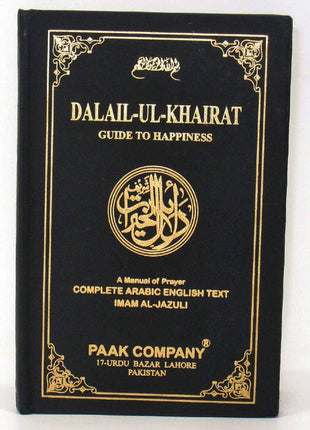 DALAIL-UL-KHAIRAT
GUIDE TO HAPPINESS
دلائل الخيرات شریف
A Manual of Prayer
COMPLETE ARABIC ENGLISH TEXT
IMAM AL-JAZULI
PAAK COMPANY®
17-URDU BAZAR LAHORE
PAKISTAN